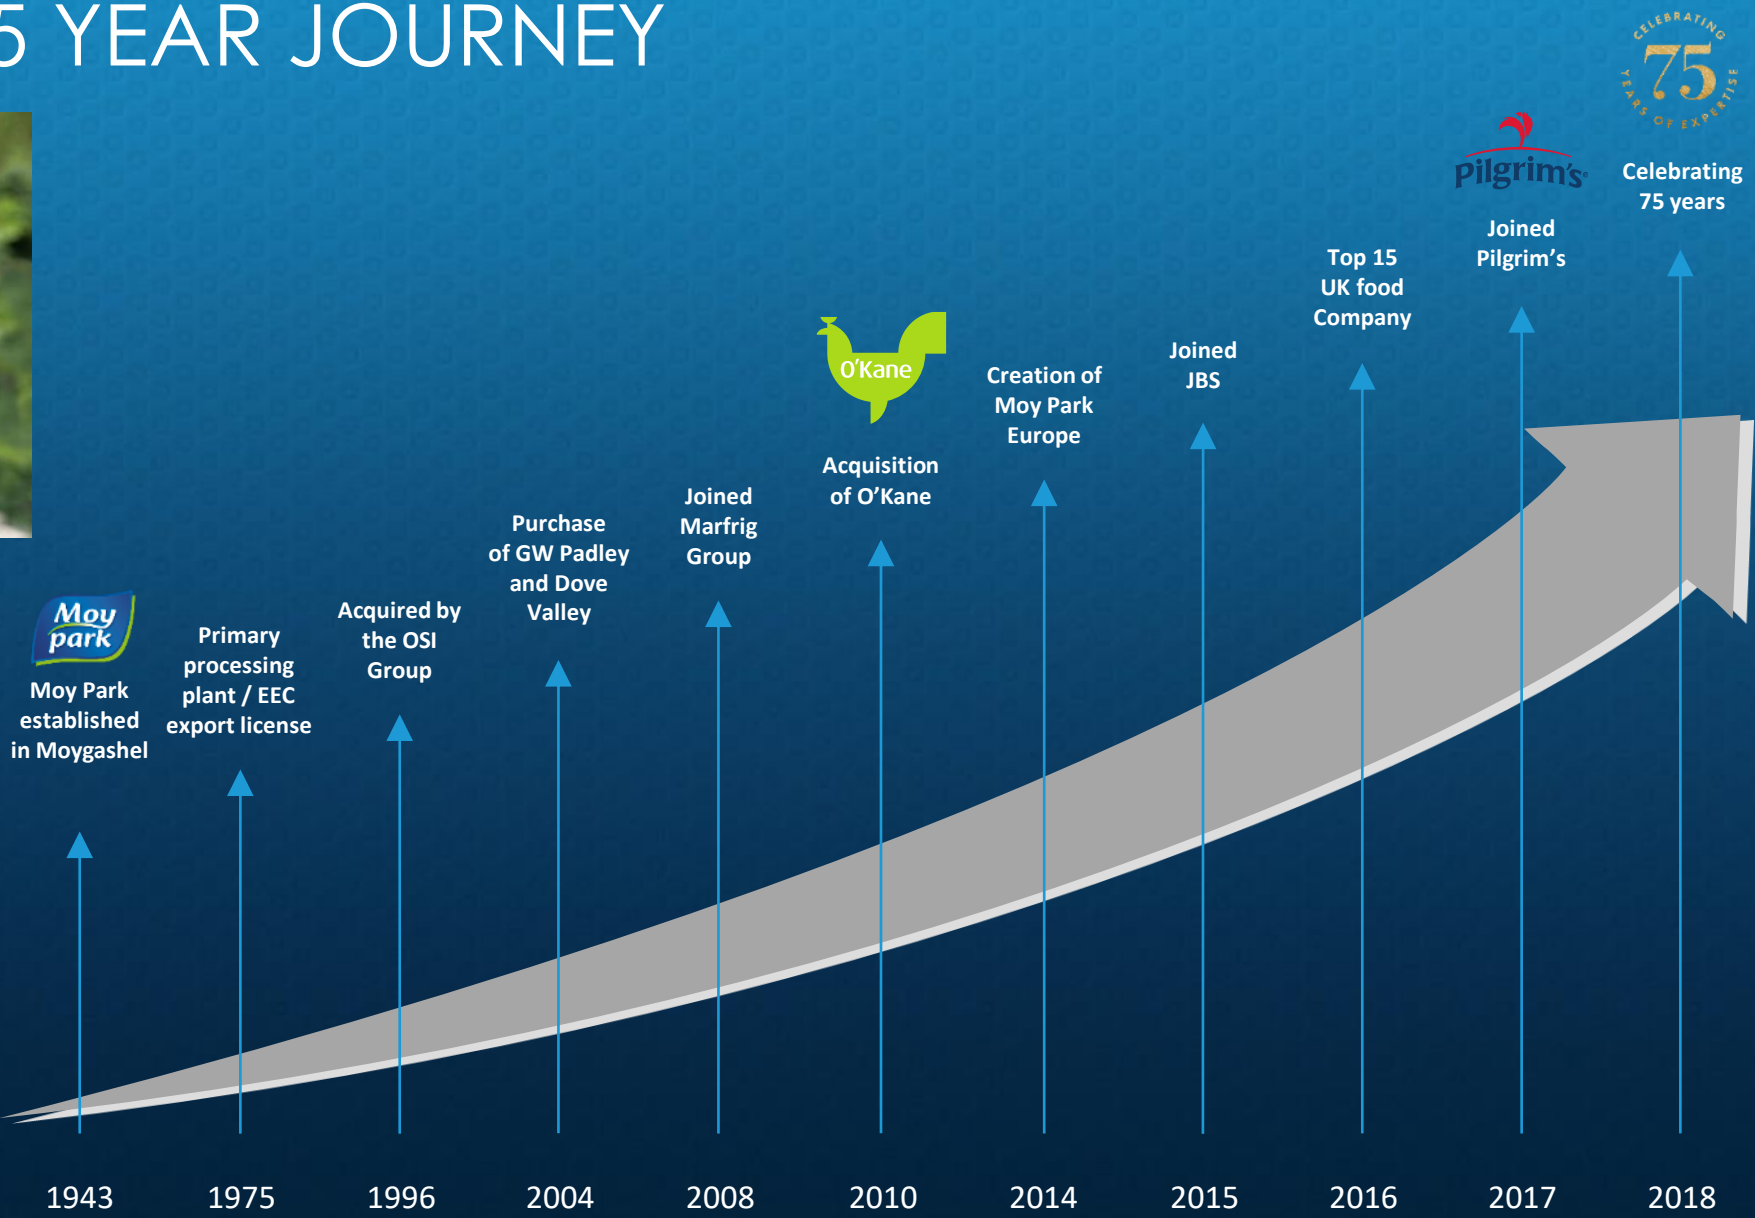 5 YEAR JOURNEY
CELEBRATING
75
YEARS OF EXPERTISE
Moy
park
Moy Park
established
in Moygashel
Primary
processing
plant / EEC
export license
Acquired by
the OSI
Group
Purchase
of GW Padley
and Dove
Valley
Joined
Marfrig
Group
O'Kane
Acquisition
of O'Kane
Creation of
Moy Park
Europe
Joined
JBS
Top 15
UK food
Company
Pilgrim's®
Joined
Pilgrim's
Celebrating
75 years
1943 1975 1996 2004 2008 2010 2014 2015 2016 2017 2018